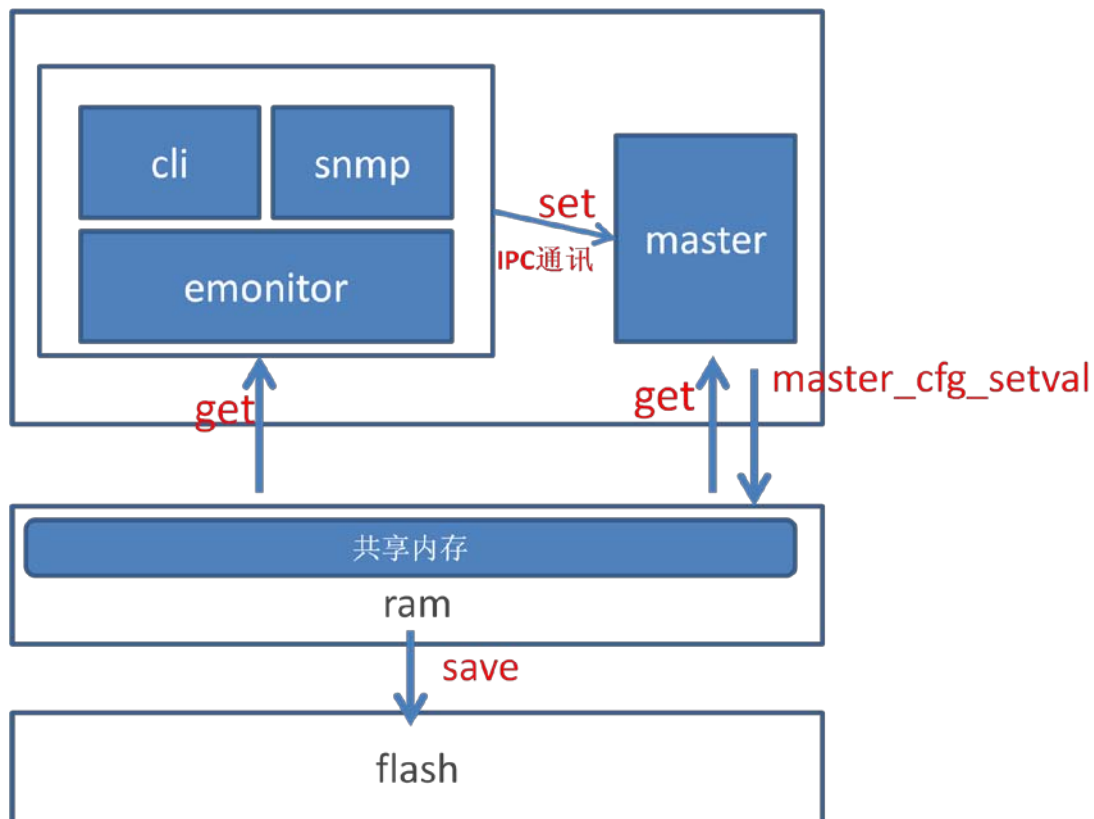 cli
snmp
emonitor
set
IPC通讯
master
get
get
master_cfg_setval
共享内存
ram
save
flash